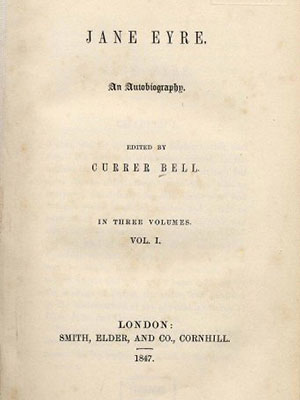 JANE EYRE.
An Autobiography.
EDITED BY
CURRER BELL.
IN THREE VOLUMES.
VOL. I.
LONDON:
SMITH, ELDER, AND CO., CORNHILL.
1847.